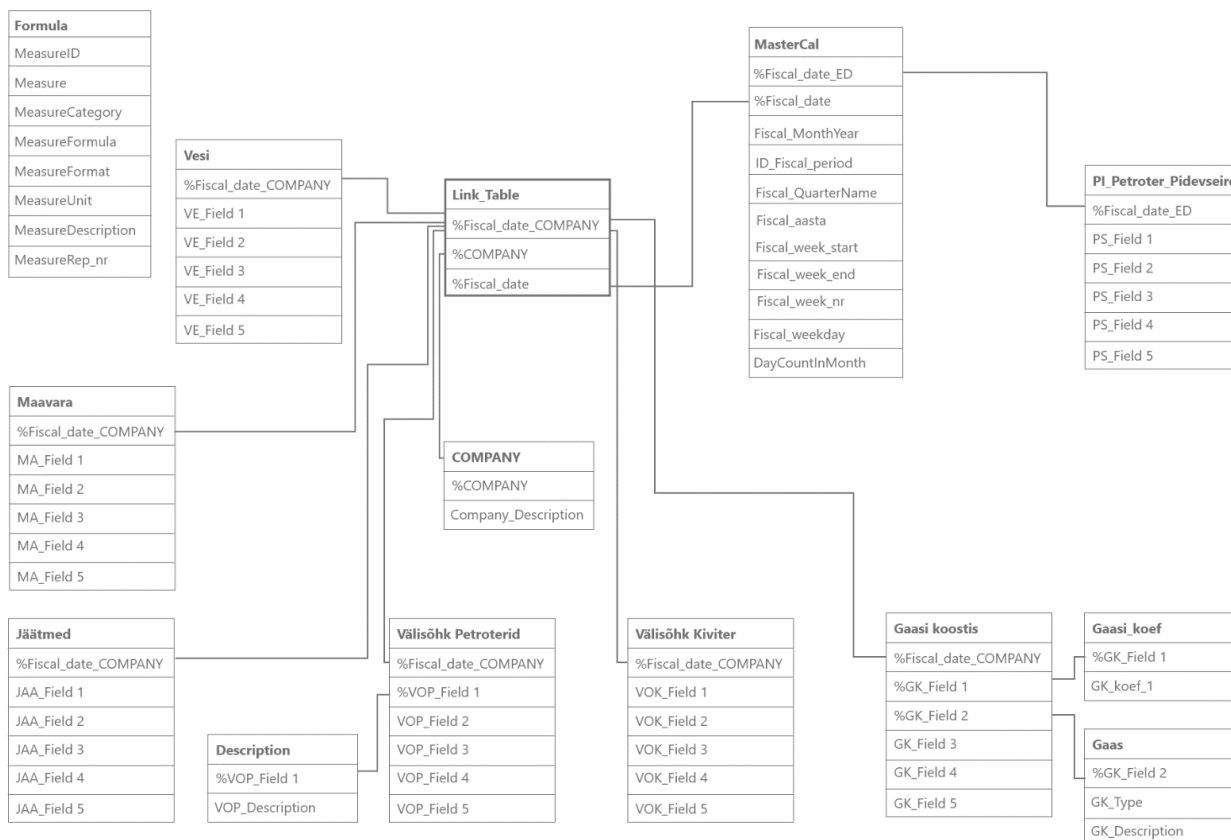 Formula
MeasureID
Measure
MeasureCategory
MeasureFormula
MeasureFormat
MeasureUnit
MeasureDescription
MeasureRep_nr
Vesi
%Fiscal_date_COMPANY
VE_Field 1
VE_Field 2
VE_Field 3
VE_Field 4
VE_Field 5
Link_Table
%Fiscal_date_COMPANY
%COMPANY
%Fiscal_date
MasterCal
%Fiscal_date_ED
%Fiscal_date
Fiscal_MonthYear
ID_Fiscal_period
Fiscal_QuarterName
Fiscal_aasta
Fiscal_week_start
Fiscal_week_end
Fiscal_week_nr
Fiscal_weekday
DayCountInMonth
PI_Petroter_Pidevseire
%Fiscal_date_ED
PS_Field 1
PS_Field 2
PS_Field 3
PS_Field 4
PS_Field 5
Maavara
%Fiscal_date_COMPANY
MA_Field 1
MA_Field 2
MA_Field 3
MA_Field 4
MA_Field 5
COMPANY
%COMPANY
Company_Description
Jäätmed
%Fiscal_date_COMPANY
JAA_Field 1
JAA_Field 2
JAA_Field 3
JAA_Field 4
JAA_Field 5
Description
%VOP_Field 1
VOP_Description
Välisõhk Petroterid
%Fiscal_date_COMPANY
%VOP_Field 1
VOP_Field 2
VOP_Field 3
VOP_Field 4
VOP_Field 5
Välisõhk Kiviter
%Fiscal_date_COMPANY
VOK_Field 1
VOK_Field 2
VOK_Field 3
VOK_Field 4
VOK_Field 5
Gaasi koostis
%Fiscal_date_COMPANY
%GK_Field 1
%GK_Field 2
GK_Field 3
GK_Field 4
GK_Field 5
Gaasi_koef
%GK_Field 1
GK_koef_1
Gaas
%GK_Field 2
GK_Type
GK_Description